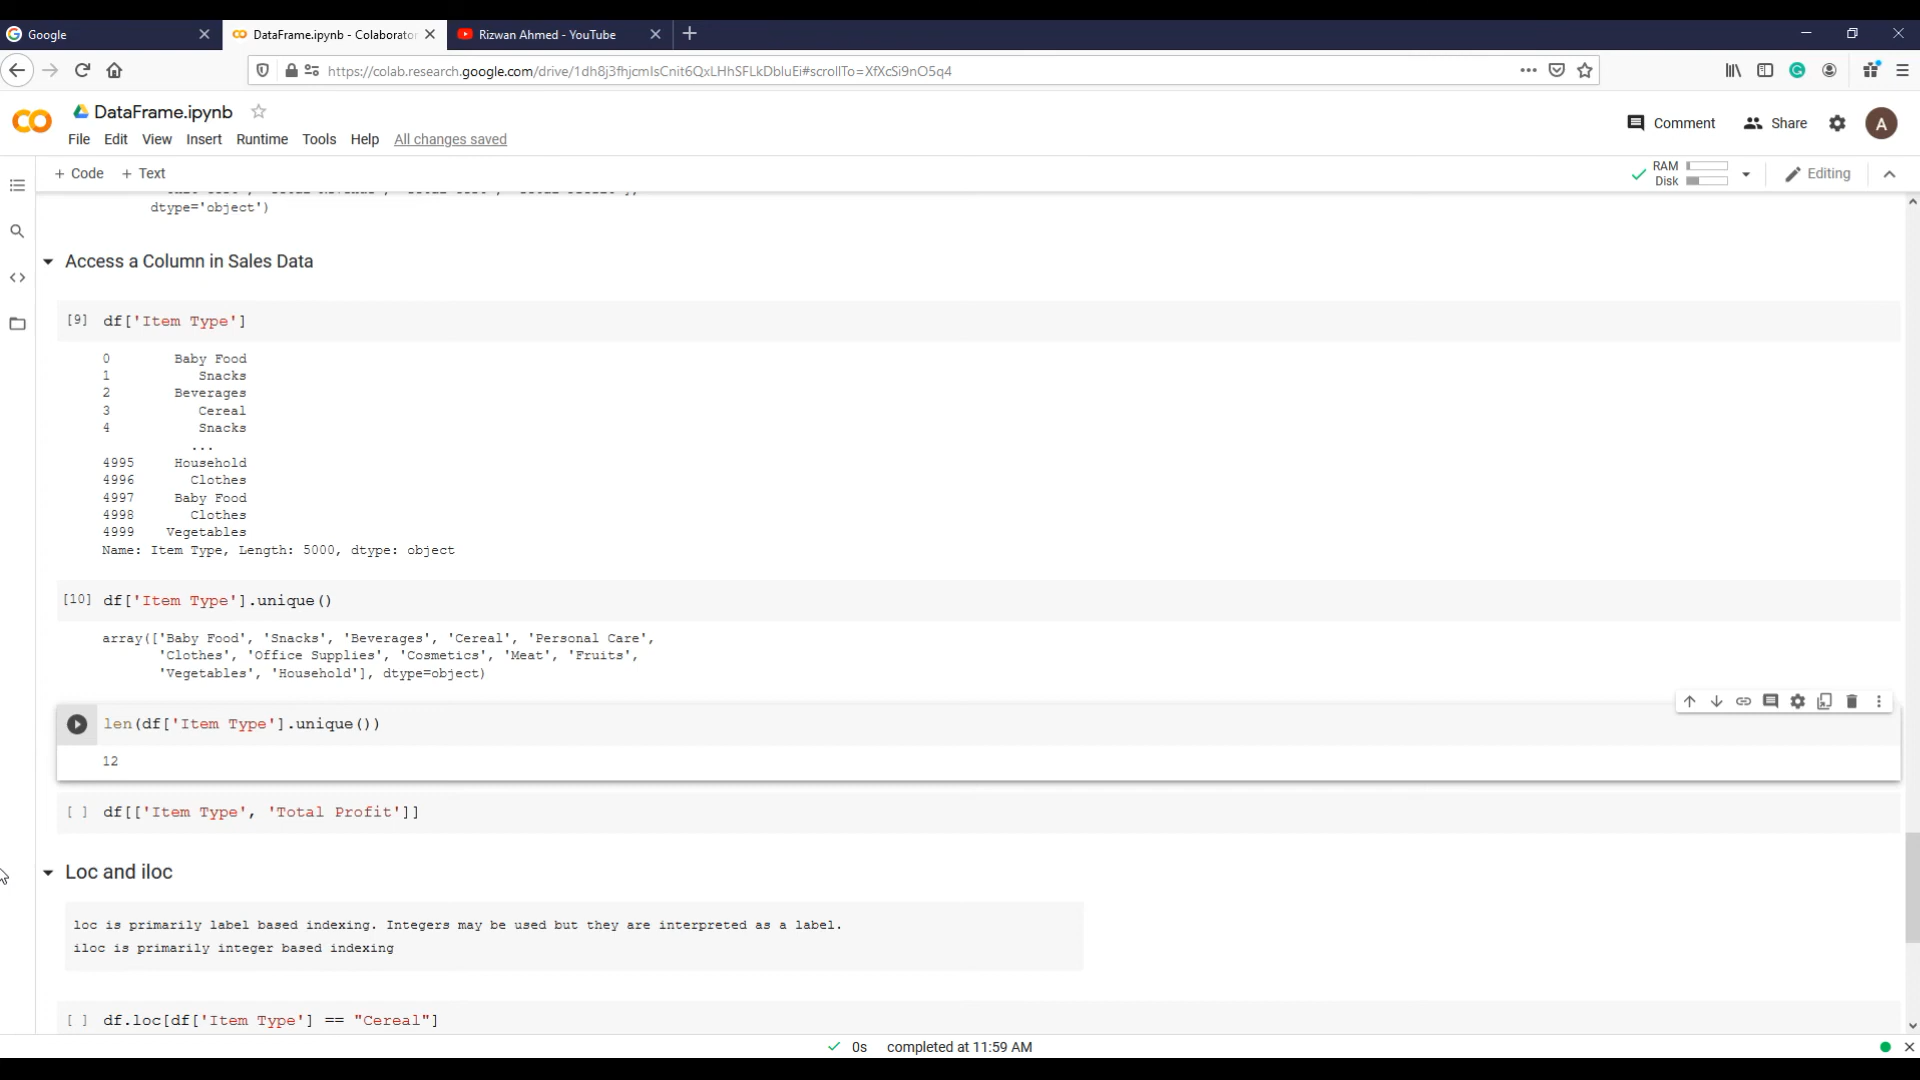 Google
DataFrame.ipynb - Colaborator
Rizwan Ahmed - YouTube
https://colab.research.google.com/drive/1dh8j3fhjcmIsCnit6QxLHhSFLkDbluEi#scrollTo=XfXcSi9nO5q4
DataFrame.ipynb
Comment
Share
A
File Edit View Insert Runtime Tools Help All changes saved
+ Code + Text
RAM
Disk
Editing
dtype='object')
Access a Column in Sales Data
[9] df['Item Type']
0 Baby Food
1 Snacks
2 Beverages
3 Cereal
4 Snacks
...
4995 Household
4996 Clothes
4997 Baby Food
4998 Clothes
4999 Vegetables
Name: Item Type, Length: 5000, dtype: object
[10] df['Item Type'].unique()
array(['Baby Food', 'Snacks', 'Beverages', 'Cereal', 'Personal Care',
'Clothes', 'Office Supplies', 'Cosmetics', 'Meat', 'Fruits',
'Vegetables', 'Household'], dtype=object)
len(df['Item Type'].unique())
12
[ ] df[['Item Type', 'Total Profit']]
Loc and iloc
loc is primarily label based indexing. Integers may be used but they are interpreted as a label.
iloc is primarily integer based indexing
[ ] df.loc[df['Item Type'] == "Cereal"]
0s completed at 11:59 AM